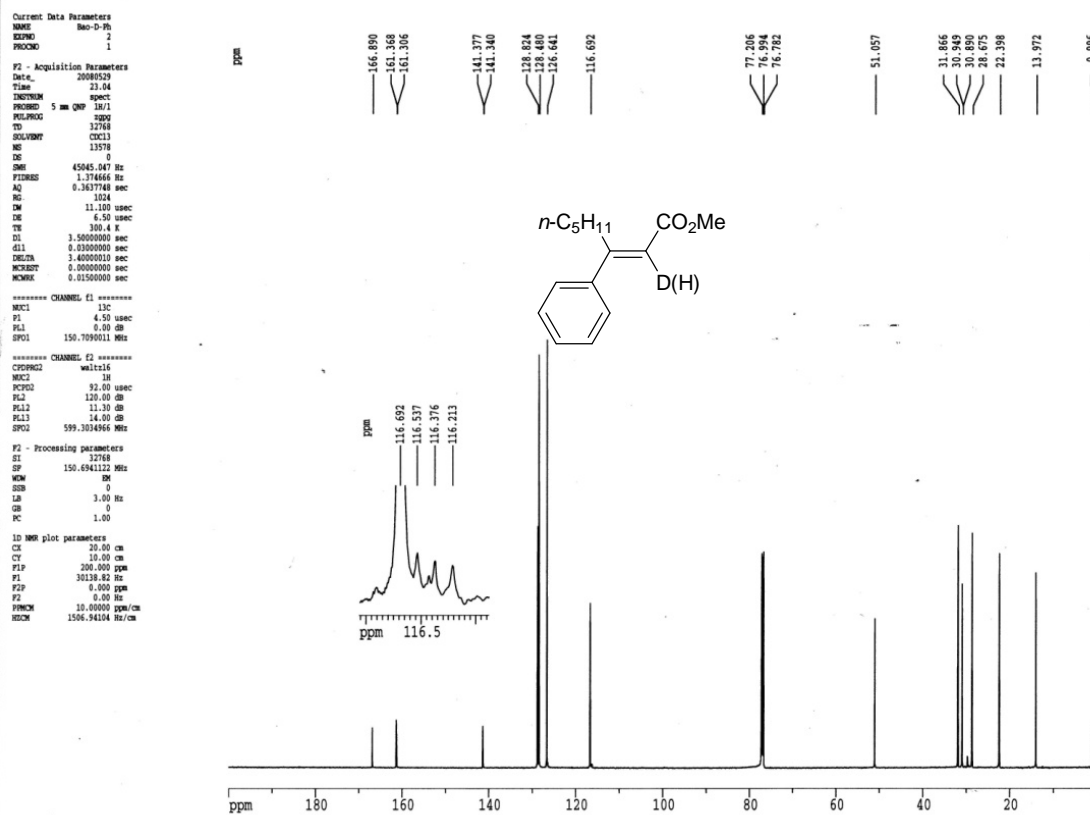 Current Data Parameters
NAME Bao-D-Ph
EXPNO 2
PROCNO 1
F2 - Acquisition Parameters
Date_ 20080529
Time 23.04
INSTRUM spect
PROBHD 5 mm QNP 1H/1
PULPROG zgpg
TD 32768
SOLVENT CDCl3
NS 13578
DS 0
SWH 45045.047 Hz
FIDRES 1.374666 Hz
AQ 0.3637748 sec
RG 1024
DW 11.100 usec
DE 6.50 usec
TE 300.4 K
D1 3.50000000 sec
d11 0.03000000 sec
DELTA 3.40000010 sec
MCREST 0.00000000 sec
MCWRK 0.01500000 sec
======== CHANNEL f1 ========
NUC1 13C
P1 4.50 usec
PL1 0.00 dB
SFO1 150.7090011 MHz
======== CHANNEL f2 ========
CPDPRG2 waltz16
NUC2 1H
PCPD2 92.00 usec
PL2 120.00 dB
PL12 11.30 dB
PL13 14.00 dB
SFO2 599.3034966 MHz
F2 - Processing parameters
SI 32768
SF 150.6941122 MHz
WDW EM
SSB 0
LB 3.00 Hz
GB 0
PC 1.00
1D NMR plot parameters
CX 20.00 cm
CY 10.00 cm
F1P 200.000 ppm
F1 30138.82 Hz
F2P 0.000 ppm
F2 0.00 Hz
PPMCM 10.00000 ppm/cm
HZCM 1506.94104 Hz/cm
ppm
166.890
161.368
161.306
141.377
141.340
128.824
128.480
126.641
116.692
77.206
76.994
76.782
51.057
31.866
30.949
30.890
28.675
22.398
13.972
n-C5H11
CO2Me
D(H)
ppm
116.692
116.537
116.376
116.213
ppm 116.5
ppm 180 160 140 120 100 80 60 40 20 0